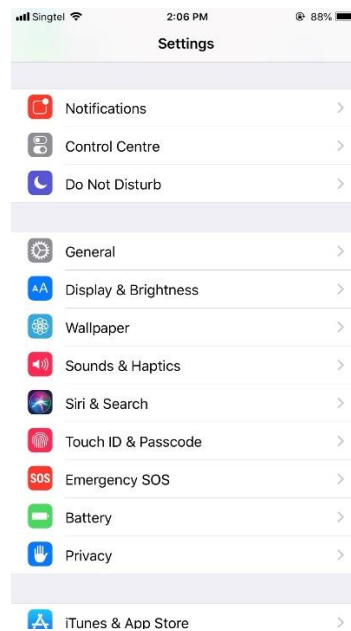 Singtel 2:06 PM 88%
Settings
Notifications
Control Centre
Do Not Disturb
General
AA Display & Brightness
Wallpaper
Sounds & Haptics
Siri & Search
Touch ID & Passcode
SOS Emergency SOS
Battery
Privacy
iTunes & App Store